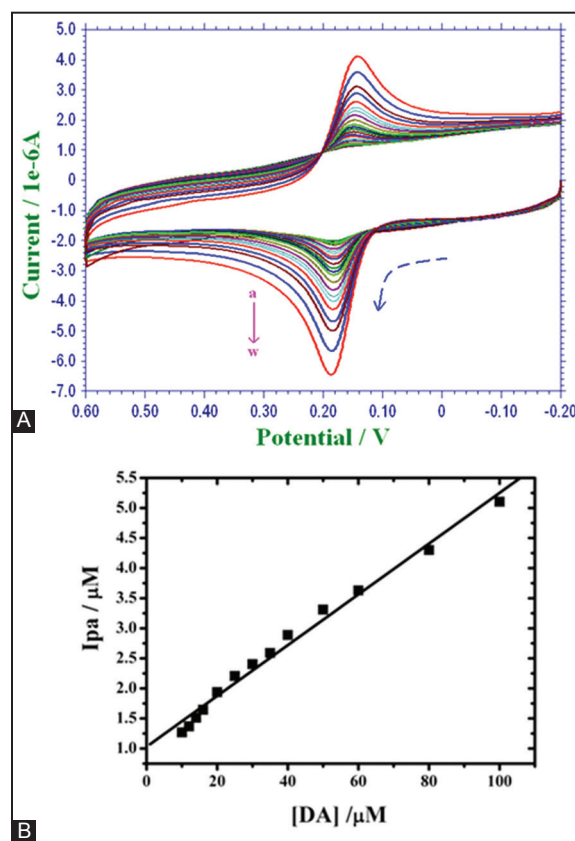 5.0
4.0
3.0
2.0
1.0
0
-1.0
-2.0
-3.0
-4.0
-5.0
-6.0
-7.0
Current / 1e-6A
a
w
0.60 0.50 0.40 0.30 0.20 0.10 0 -0.10 -0.20
Potential / V
A
5.5
5.0
4.5
4.0
3.5
3.0
2.5
2.0
1.5
1.0
Ipa / μM
0 20 40 60 80 100
[DA] /μM
B